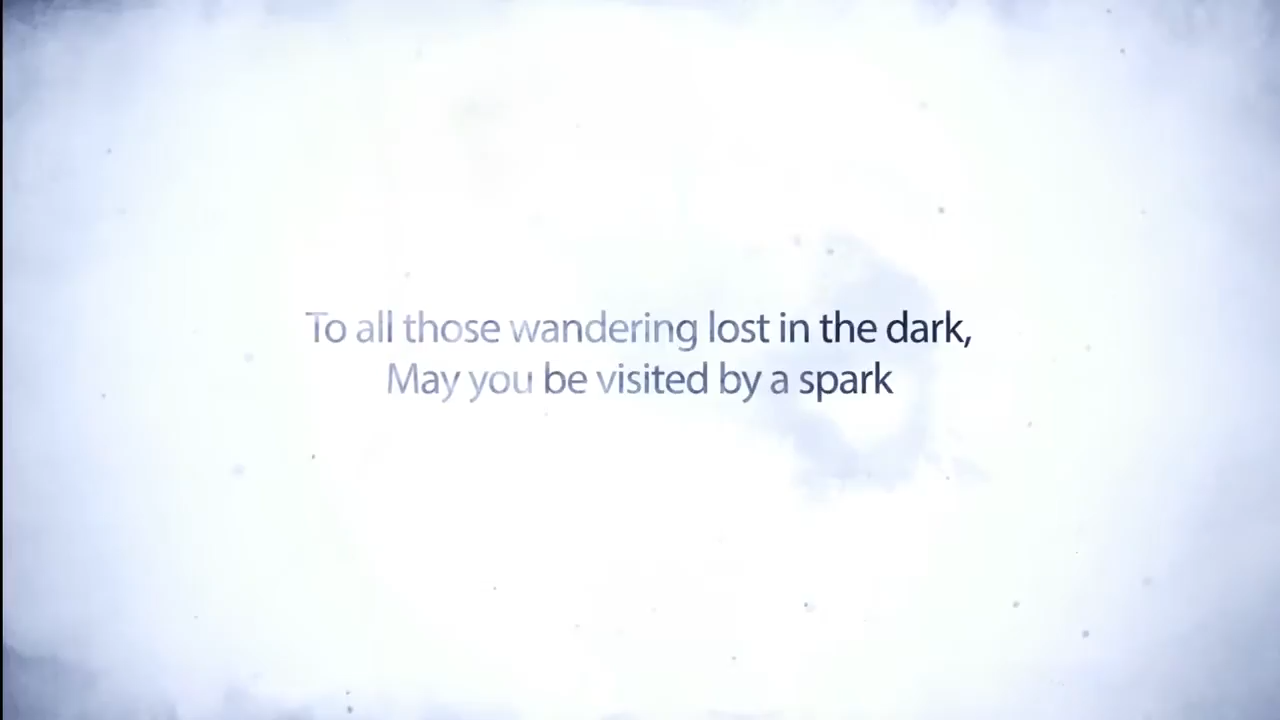 To all those wandering lost in the dark,
May you be visited by a spark